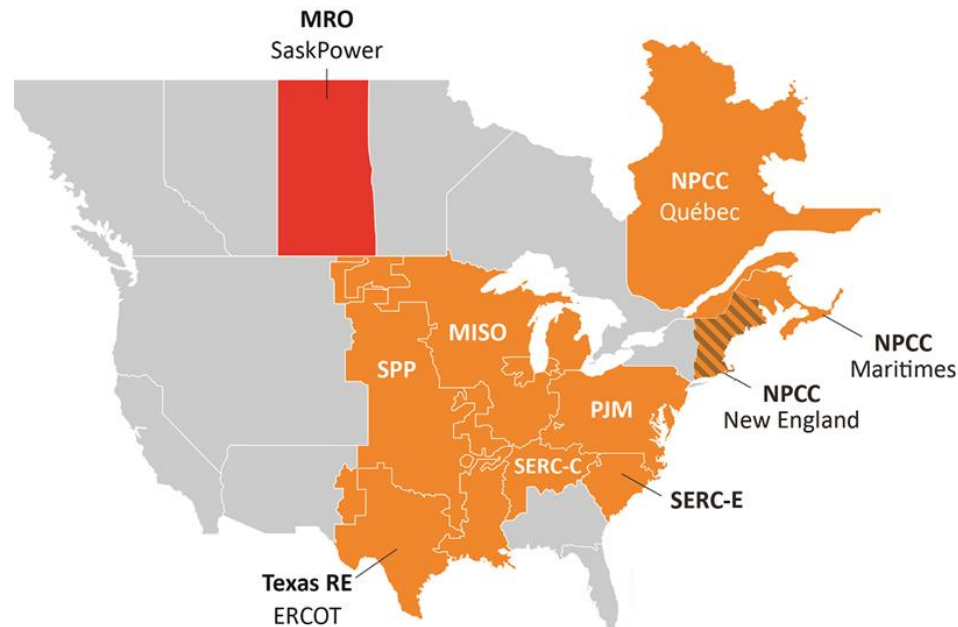 MRO
SaskPower
NPCC
Québec
MISO
SPP
NPCC
Maritimes
PJM
NPCC
New England
SERC-C
SERC-E
Texas RE
ERCOT